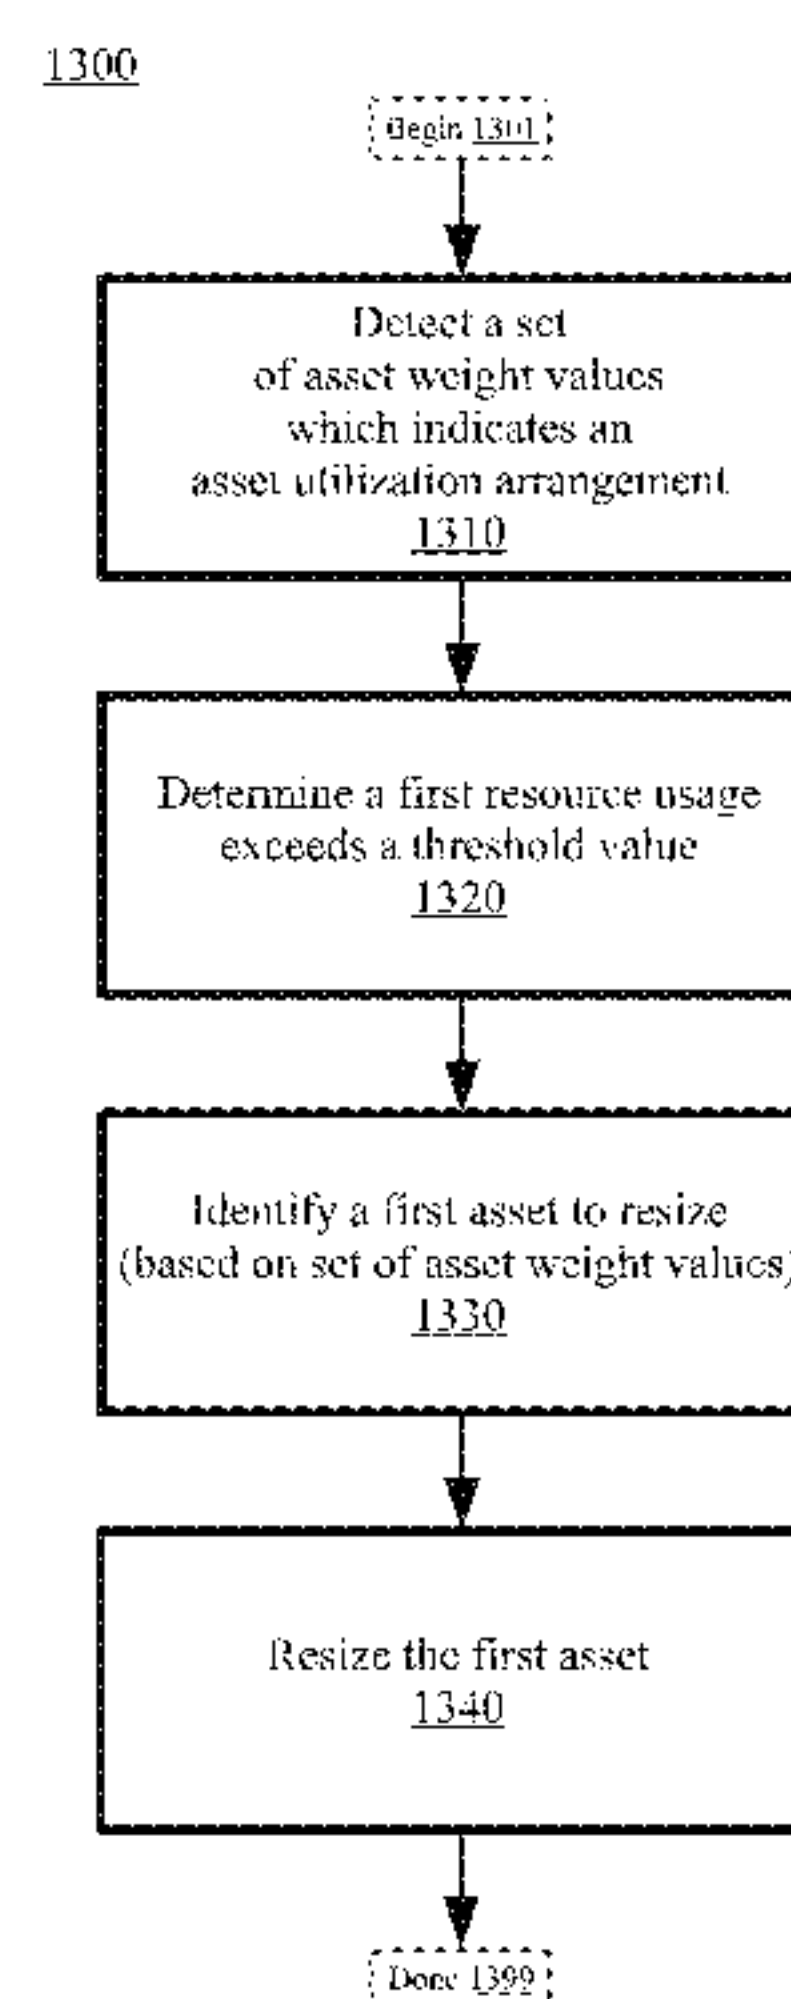 1300
Begin 1301
Detect a set
of asset weight values
which indicates an
asset utilization arrangement
1310
Determine a first resource usage
exceeds a threshold value
1320
Identify a first asset to resize
(based on set of asset weight values)
1330
Resize the first asset
1340
Done 1399